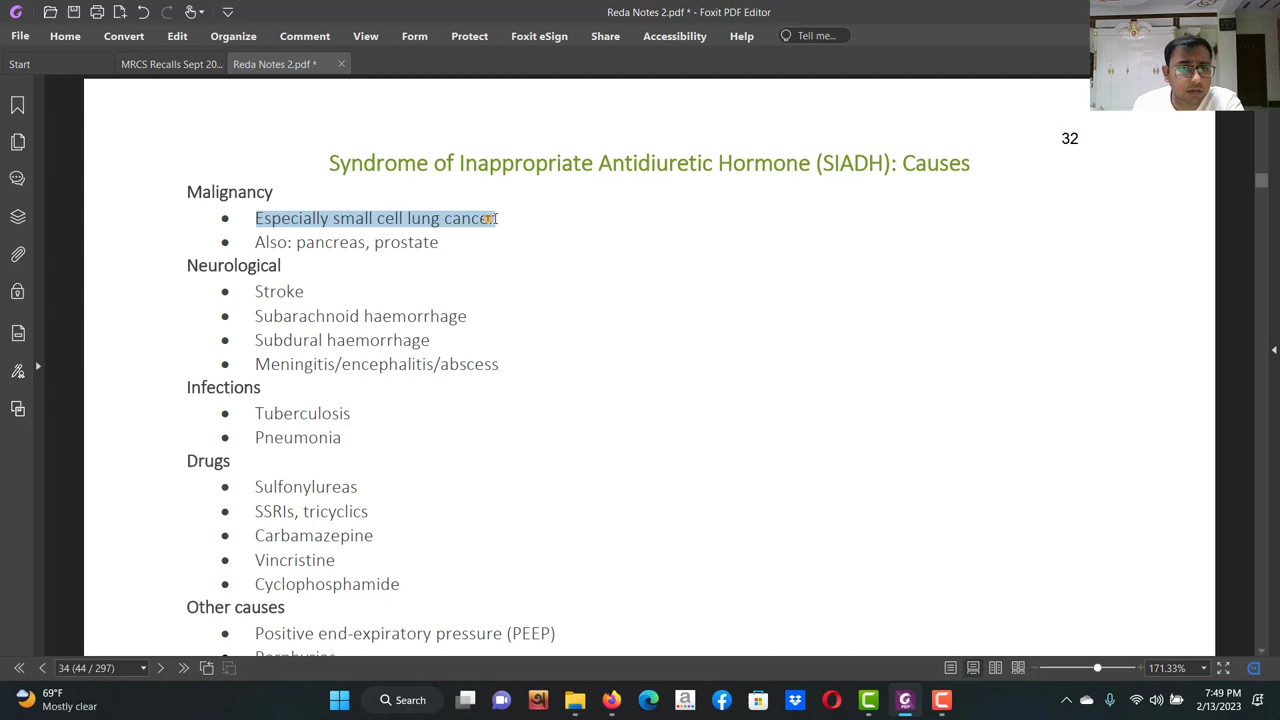 Reda Notes 2.pdf * - Foxit PDF Editor
File Home Convert Edit Organize Comment View Form Protect Foxit eSign Share Accessibility Help Tell me...
Start MRCS Recalls Sept 20... Reda Notes 2.pdf *
32
Syndrome of Inappropriate Antidiuretic Hormone (SIADH): Causes
Malignancy
● Especially small cell lung cancer
● Also: pancreas, prostate
Neurological
● Stroke
● Subarachnoid haemorrhage
● Subdural haemorrhage
● Meningitis/encephalitis/abscess
Infections
● Tuberculosis
● Pneumonia
Drugs
● Sulfonylureas
● SSRIs, tricyclics
● Carbamazepine
● Vincristine
● Cyclophosphamide
Other causes
● Positive end-expiratory pressure (PEEP)
34 (44 / 297) 171.33%
69°F
Mostly clear
Search
7:49 PM
2/13/2023